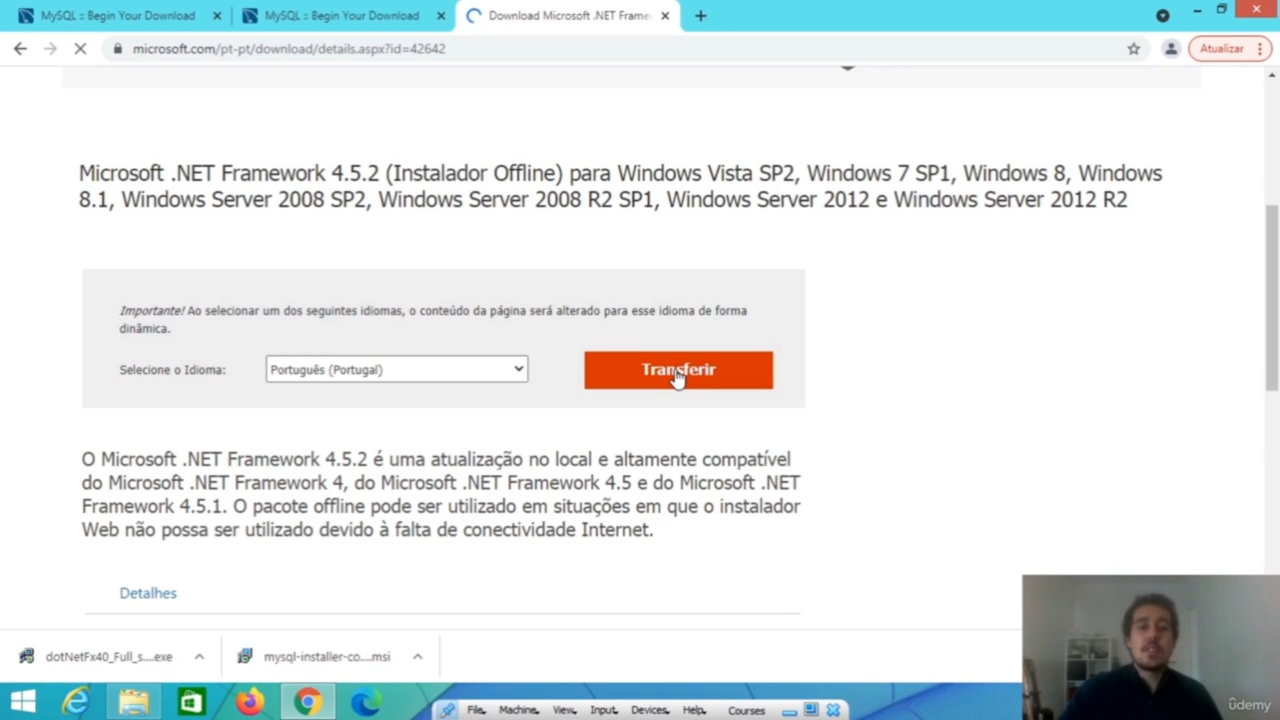 MySQL :: Begin Your Download
MySQL :: Begin Your Download
Download Microsoft .NET Frame
microsoft.com/pt-pt/download/details.aspx?id=42642
Atualizar
Microsoft .NET Framework 4.5.2 (Instalador Offline) para Windows Vista SP2, Windows 7 SP1, Windows 8, Windows
8.1, Windows Server 2008 SP2, Windows Server 2008 R2 SP1, Windows Server 2012 e Windows Server 2012 R2
Importante! Ao selecionar um dos seguintes idiomas, o conteúdo da página será alterado para esse idioma de forma
dinâmica.
Selecione o Idioma:
Português (Portugal)
Transferir
O Microsoft .NET Framework 4.5.2 é uma atualização no local e altamente compatível
do Microsoft .NET Framework 4, do Microsoft .NET Framework 4.5 e do Microsoft .NET
Framework 4.5.1. O pacote offline pode ser utilizado em situações em que o instalador
Web não possa ser utilizado devido à falta de conectividade Internet.
Detalhes
dotNetFx40_Full_s....exe
mysql-installer-co....msi
File
Machine
View
Input
Devices
Help
Courses
ûdemy